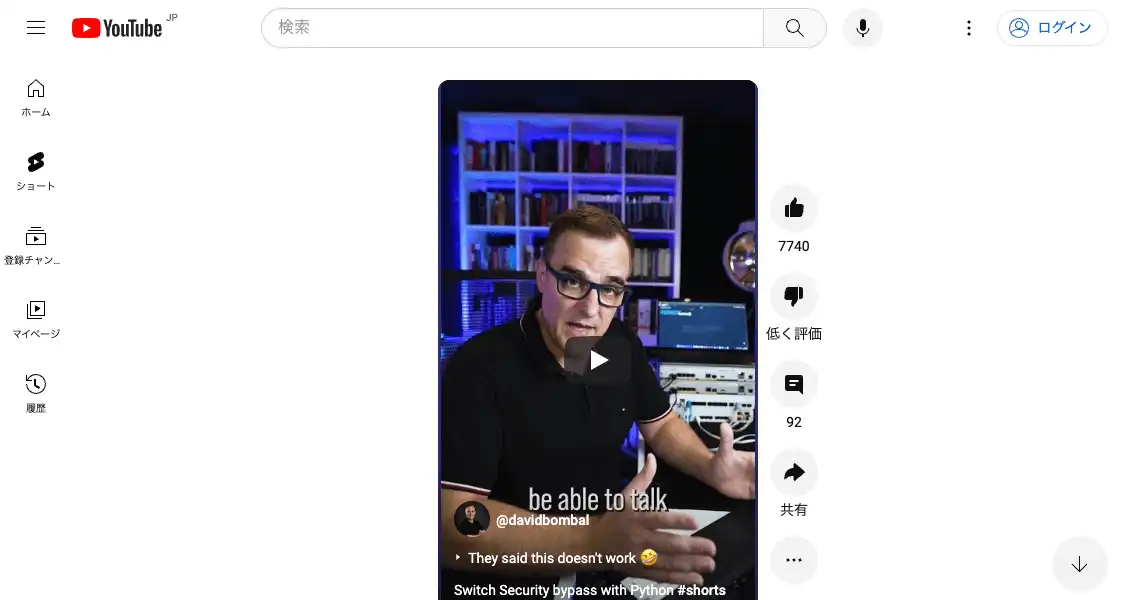 YouTube JP
検索
ログイン
ホーム
ショート
登録チャン...
マイページ
履歴
7740
低く評価
92
共有
be able to talk
@davidbombal
They said this doesn't work 🤣
Switch Security bypass with Python #shorts